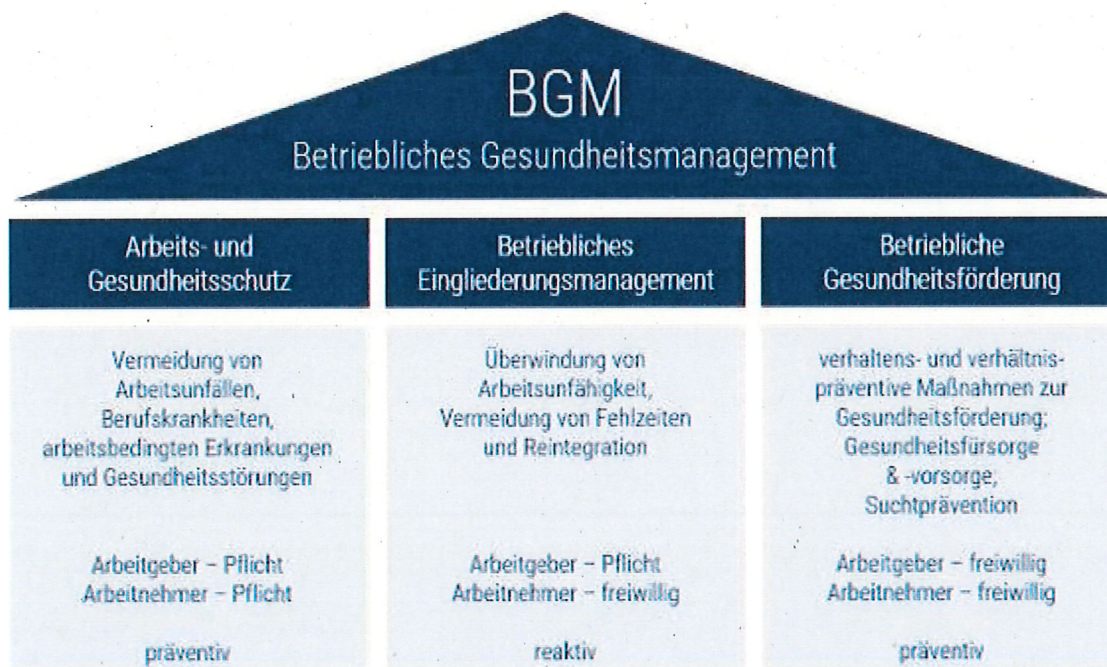 BGM
Betriebliches Gesundheitsmanagement
Arbeits- und
Gesundheitsschutz
Vermeidung von
Arbeitsunfällen,
Berufskrankheiten,
arbeitsbedingten Erkrankungen
und Gesundheitsstörungen
Arbeitgeber – Pflicht
Arbeitnehmer – Pflicht
präventiv
Betriebliches
Eingliederungsmanagement
Überwindung von
Arbeitsunfähigkeit,
Vermeidung von Fehlzeiten
und Reintegration
Arbeitgeber – Pflicht
Arbeitnehmer – freiwillig
reaktiv
Betriebliche
Gesundheitsförderung
verhaltens- und verhältnis-
präventive Maßnahmen zur
Gesundheitsförderung;
Gesundheitsfürsorge
& -vorsorge;
Suchtprävention
Arbeitgeber – freiwillig
Arbeitnehmer – freiwillig
präventiv